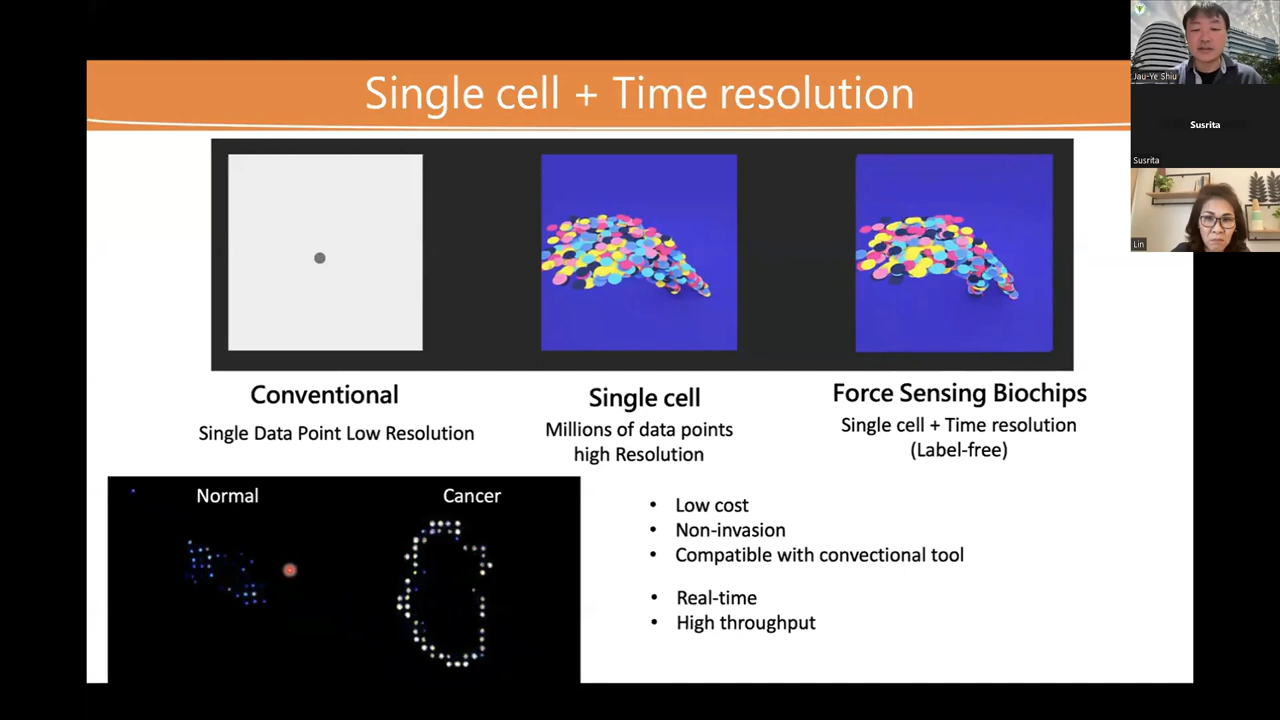 Single cell + Time resolution
Conventional
Single Data Point Low Resolution
Single cell
Millions of data points
high Resolution
Force Sensing Biochips
Single cell + Time resolution
(Label-free)
Normal
Cancer
• Low cost
• Non-invasion
• Compatible with convectional tool
• Real-time
• High throughput
Jau-Ye Shiu
Susrita
Susrita
Lin